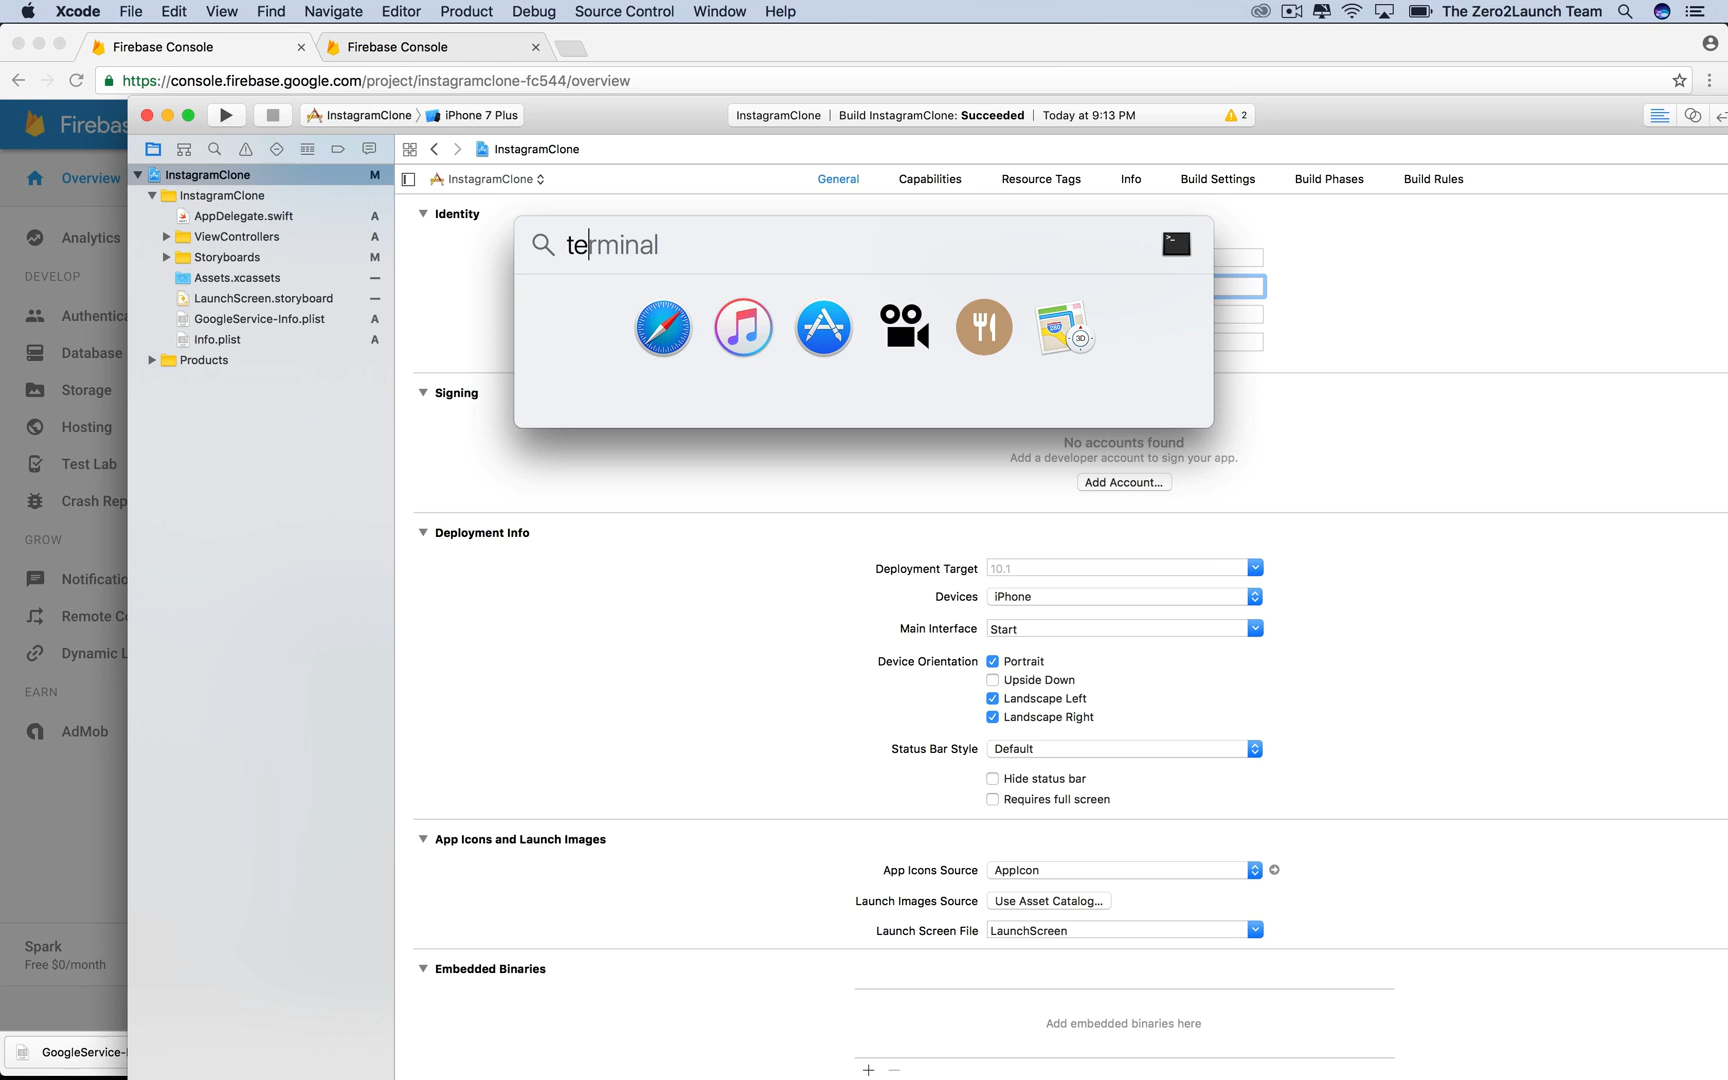 Xcode File Edit View Find Navigate Editor Product Debug Source Control Window Help The Zero2Launch Team
Firebase Console Firebase Console
https://console.firebase.google.com/project/instagramclone-fc544/overview
Firebas
InstagramClone iPhone 7 Plus InstagramClone | Build InstagramClone: Succeeded | Today at 9:13 PM 2
InstagramClone
Overview
Analytics
DEVELOP
Authentica
Database
Storage
Hosting
Test Lab
Crash Rep
GROW
Notificatio
Remote Co
Dynamic L
EARN
AdMob
Spark
Free $0/month
GoogleService-I
InstagramClone M
InstagramClone
AppDelegate.swift A
ViewControllers A
Storyboards M
Assets.xcassets —
LaunchScreen.storyboard —
GoogleService-Info.plist A
Info.plist A
Products
InstagramClone General Capabilities Resource Tags Info Build Settings Build Phases Build Rules
Identity
terminal
280
3D
Signing
No accounts found
Add a developer account to sign your app.
Add Account...
Deployment Info
Deployment Target 10.1
Devices iPhone
Main Interface Start
Device Orientation Portrait
Upside Down
Landscape Left
Landscape Right
Status Bar Style Default
Hide status bar
Requires full screen
App Icons and Launch Images
App Icons Source AppIcon
Launch Images Source Use Asset Catalog...
Launch Screen File LaunchScreen
Embedded Binaries
Add embedded binaries here